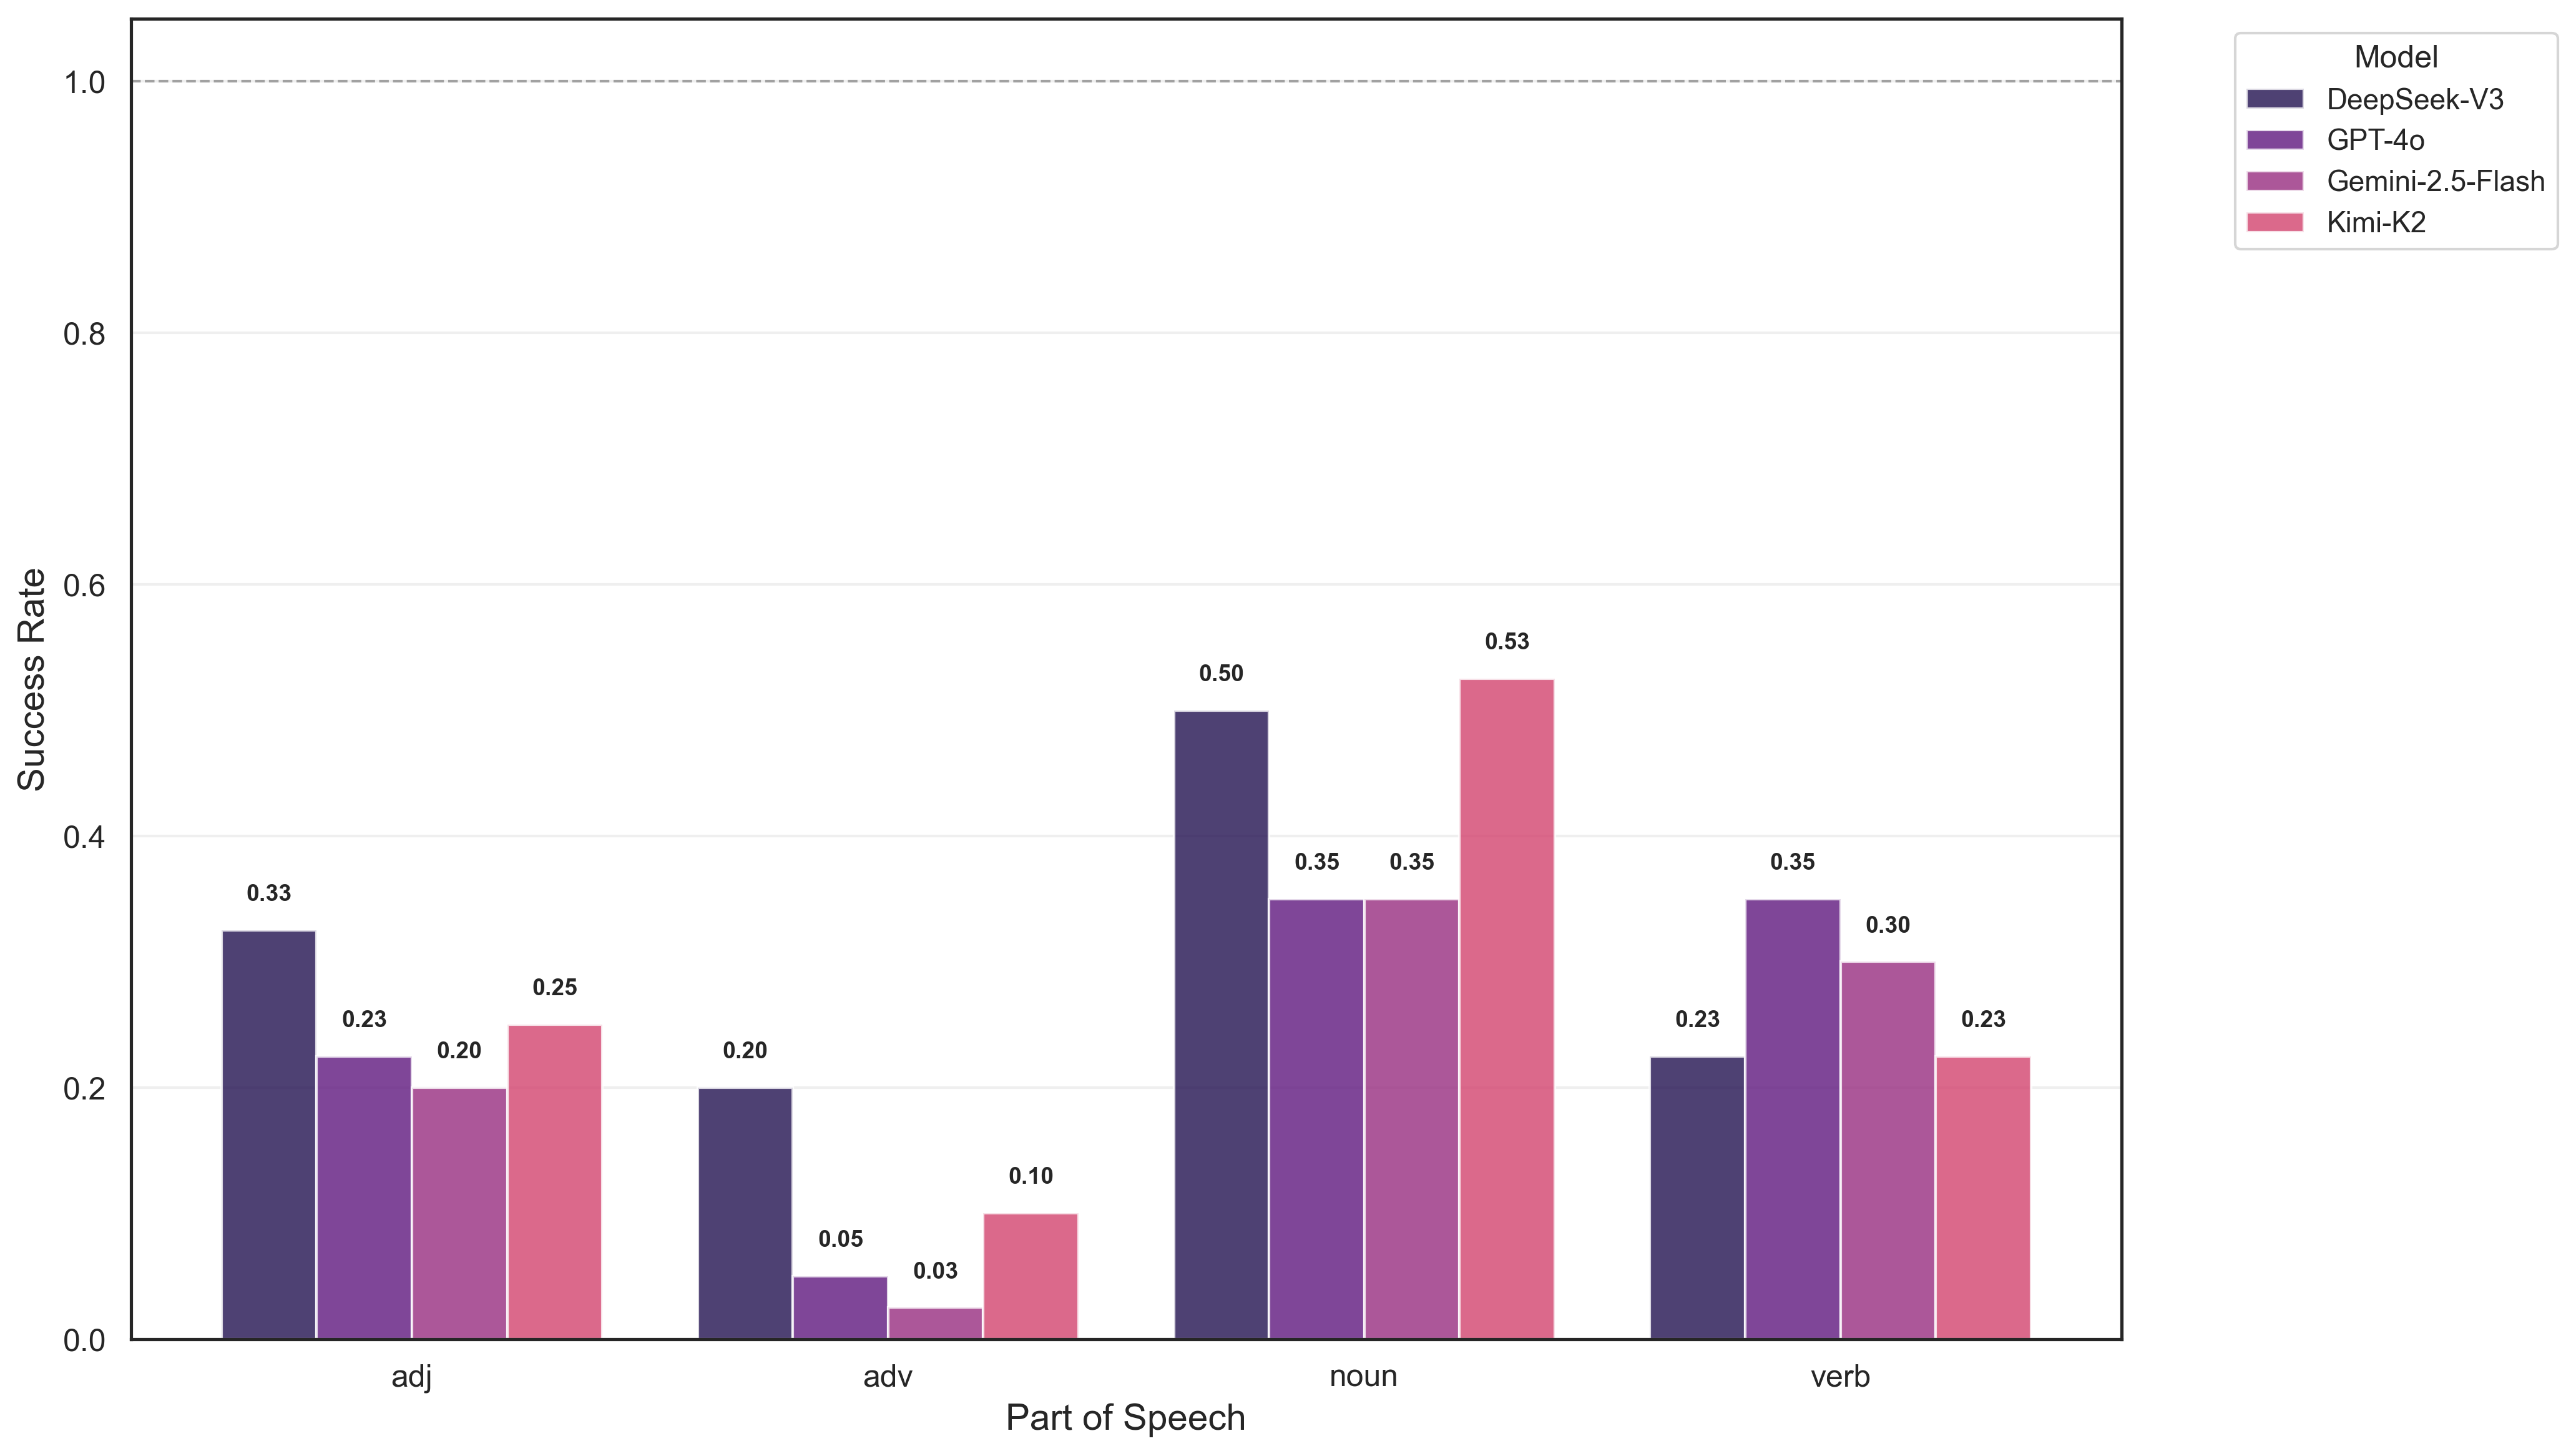 Model
DeepSeek-V3
GPT-4o
Gemini-2.5-Flash
Kimi-K2
Success Rate
1.0
0.8
0.6
0.4
0.2
0.0
0.33
0.23
0.20
0.25
0.20
0.05
0.03
0.10
0.50
0.35
0.35
0.53
0.23
0.35
0.30
0.23
adj
adv
noun
verb
Part of Speech